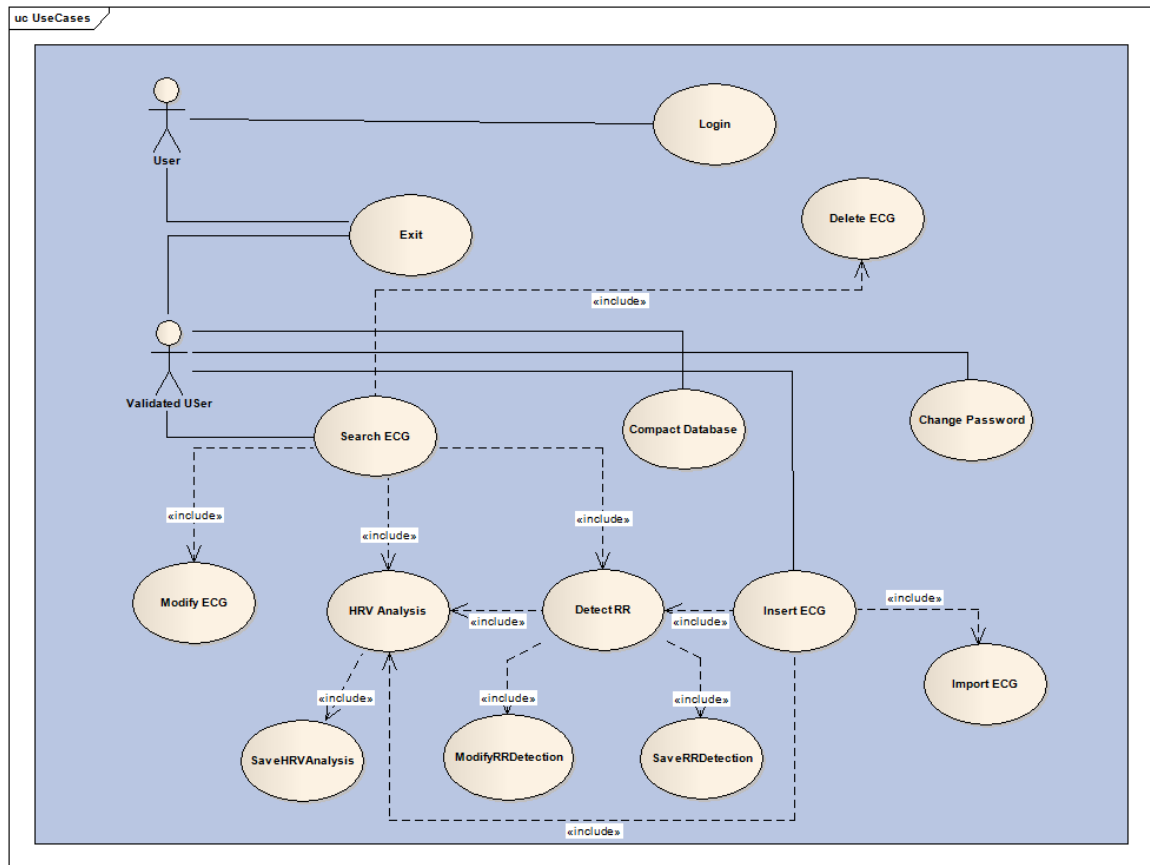 uc UseCases
Login
User
Delete ECG
Exit
«include»
Validated USer
Change Password
Compact Database
Search ECG
«include»
«include»
«include»
«include»
Modify ECG
HRV Analysis
Detect RR
Insert ECG
«include»
«include»
Import ECG
«include»
«include»
«include»
SaveHRVAnalysis
ModifyRRDetection
SaveRRDetection
«include»